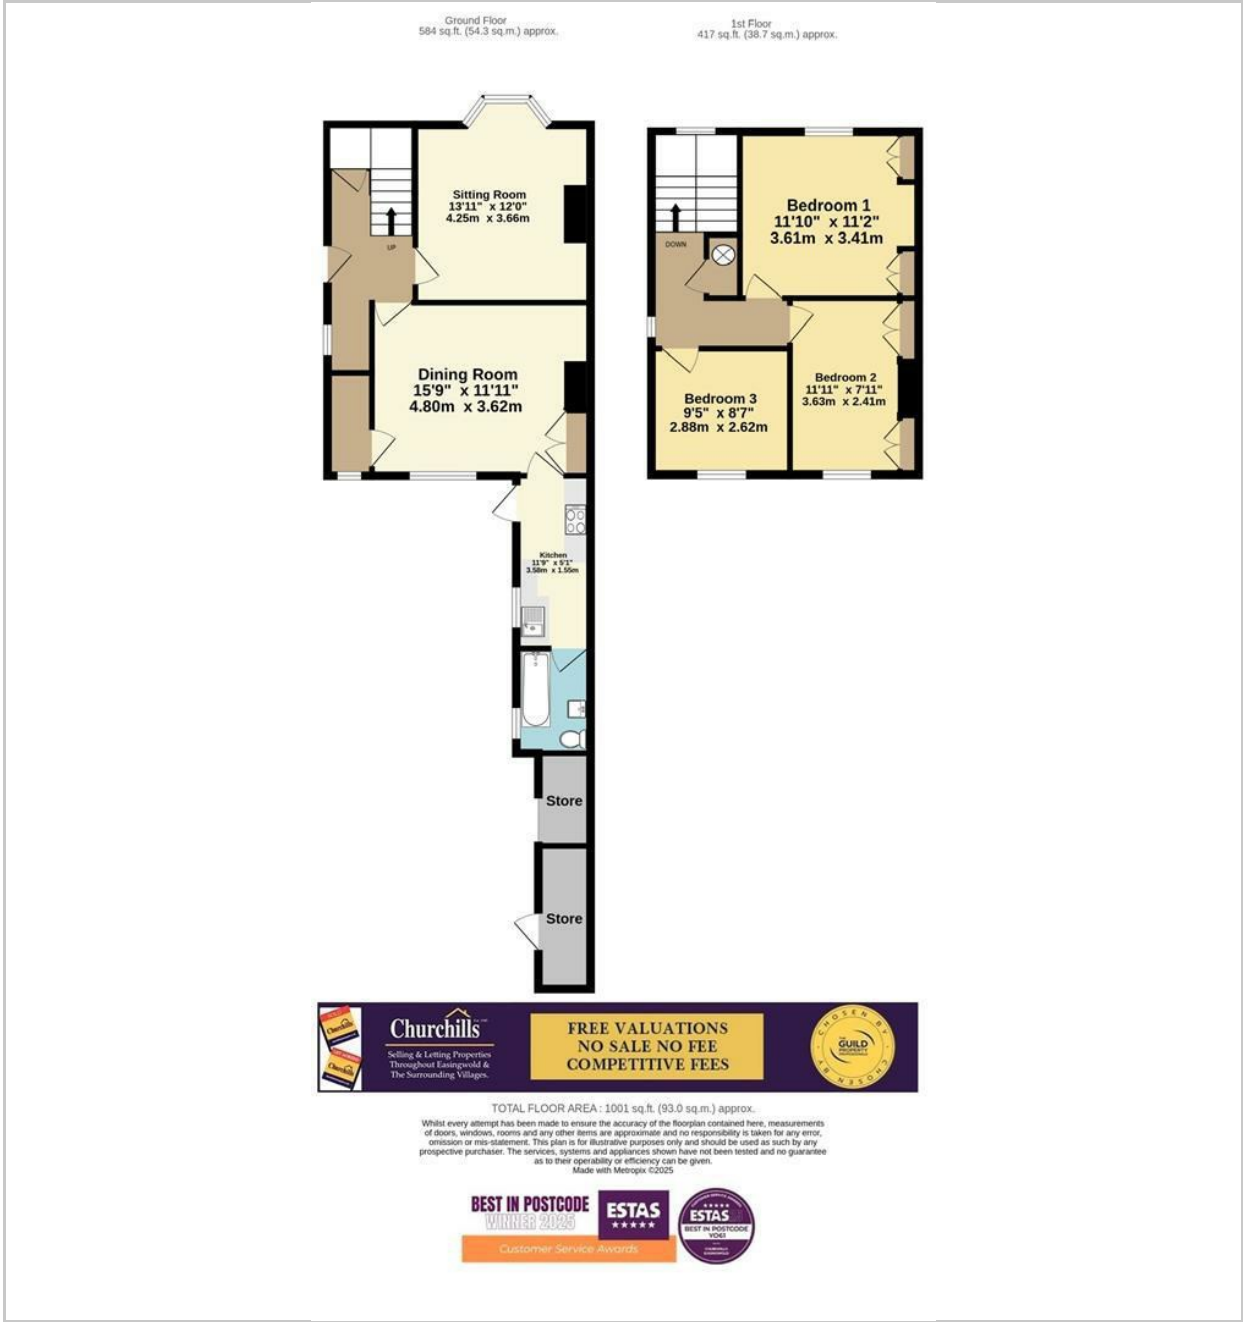 Ground Floor
584 sq.ft. (54.3 sq.m.) approx.
1st Floor
417 sq.ft. (38.7 sq.m.) approx.
Sitting Room
13'11" x 12'0"
4.25m x 3.66m
UP
Dining Room
15'9" x 11'11"
4.80m x 3.62m
Kitchen
11'9" x 5'1"
3.58m x 1.55m
Store
Store
Bedroom 1
11'10" x 11'2"
3.61m x 3.41m
DOWN
Bedroom 2
11'11" x 7'11"
3.63m x 2.41m
Bedroom 3
9'5" x 8'7"
2.88m x 2.62m
Churchills
Churchills
Churchills
Selling & Letting Properties
Throughout Easingwold &
The Surrounding Villages.
FREE VALUATIONS
NO SALE NO FEE
COMPETITIVE FEES
CHOSEN BY
THE
GUILD
PROPERTY
CHOSEN BY
TOTAL FLOOR AREA : 1001 sq.ft. (93.0 sq.m.) approx.
Whilst every attempt has been made to ensure the accuracy of the floorplan contained here, measurements
of doors, windows, rooms and any other items are approximate and no responsibility is taken for any error,
omission or mis-statement. This plan is for illustrative purposes only and should be used as such by any
prospective purchaser. The services, systems and appliances shown have not been tested and no guarantee
as to their operability or efficiency can be given.
Made with Metropix ©2025
BEST IN POSTCODE
WINNER 2025
Customer Service Awards
ESTAS
ESTAS
BEST IN POSTCODE
YO61